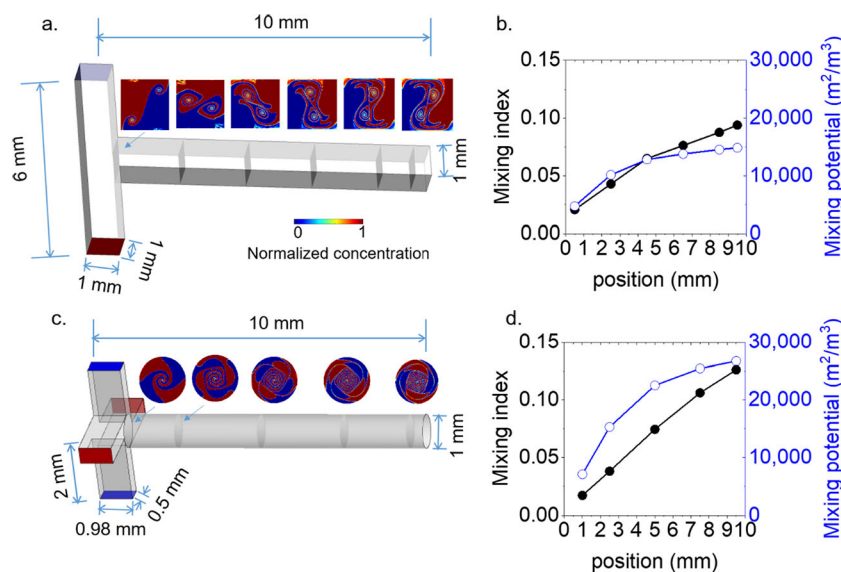 a.
10 mm
6 mm
1 mm
1 mm
1 mm
0
1
Normalized concentration
b.
Mixing index
0.15
0.10
0.05
0.00
0 1 2 3 4 5 6 7 8 9 10
position (mm)
30,000
20,000
10,000
0
Mixing potential (m²/m³)
c.
10 mm
2 mm
0.98 mm
0.5 mm
1 mm
d.
Mixing index
0.15
0.10
0.05
0.00
0 1 2 3 4 5 6 7 8 9 10
position (mm)
30,000
20,000
10,000
0
Mixing potential (m²/m³)